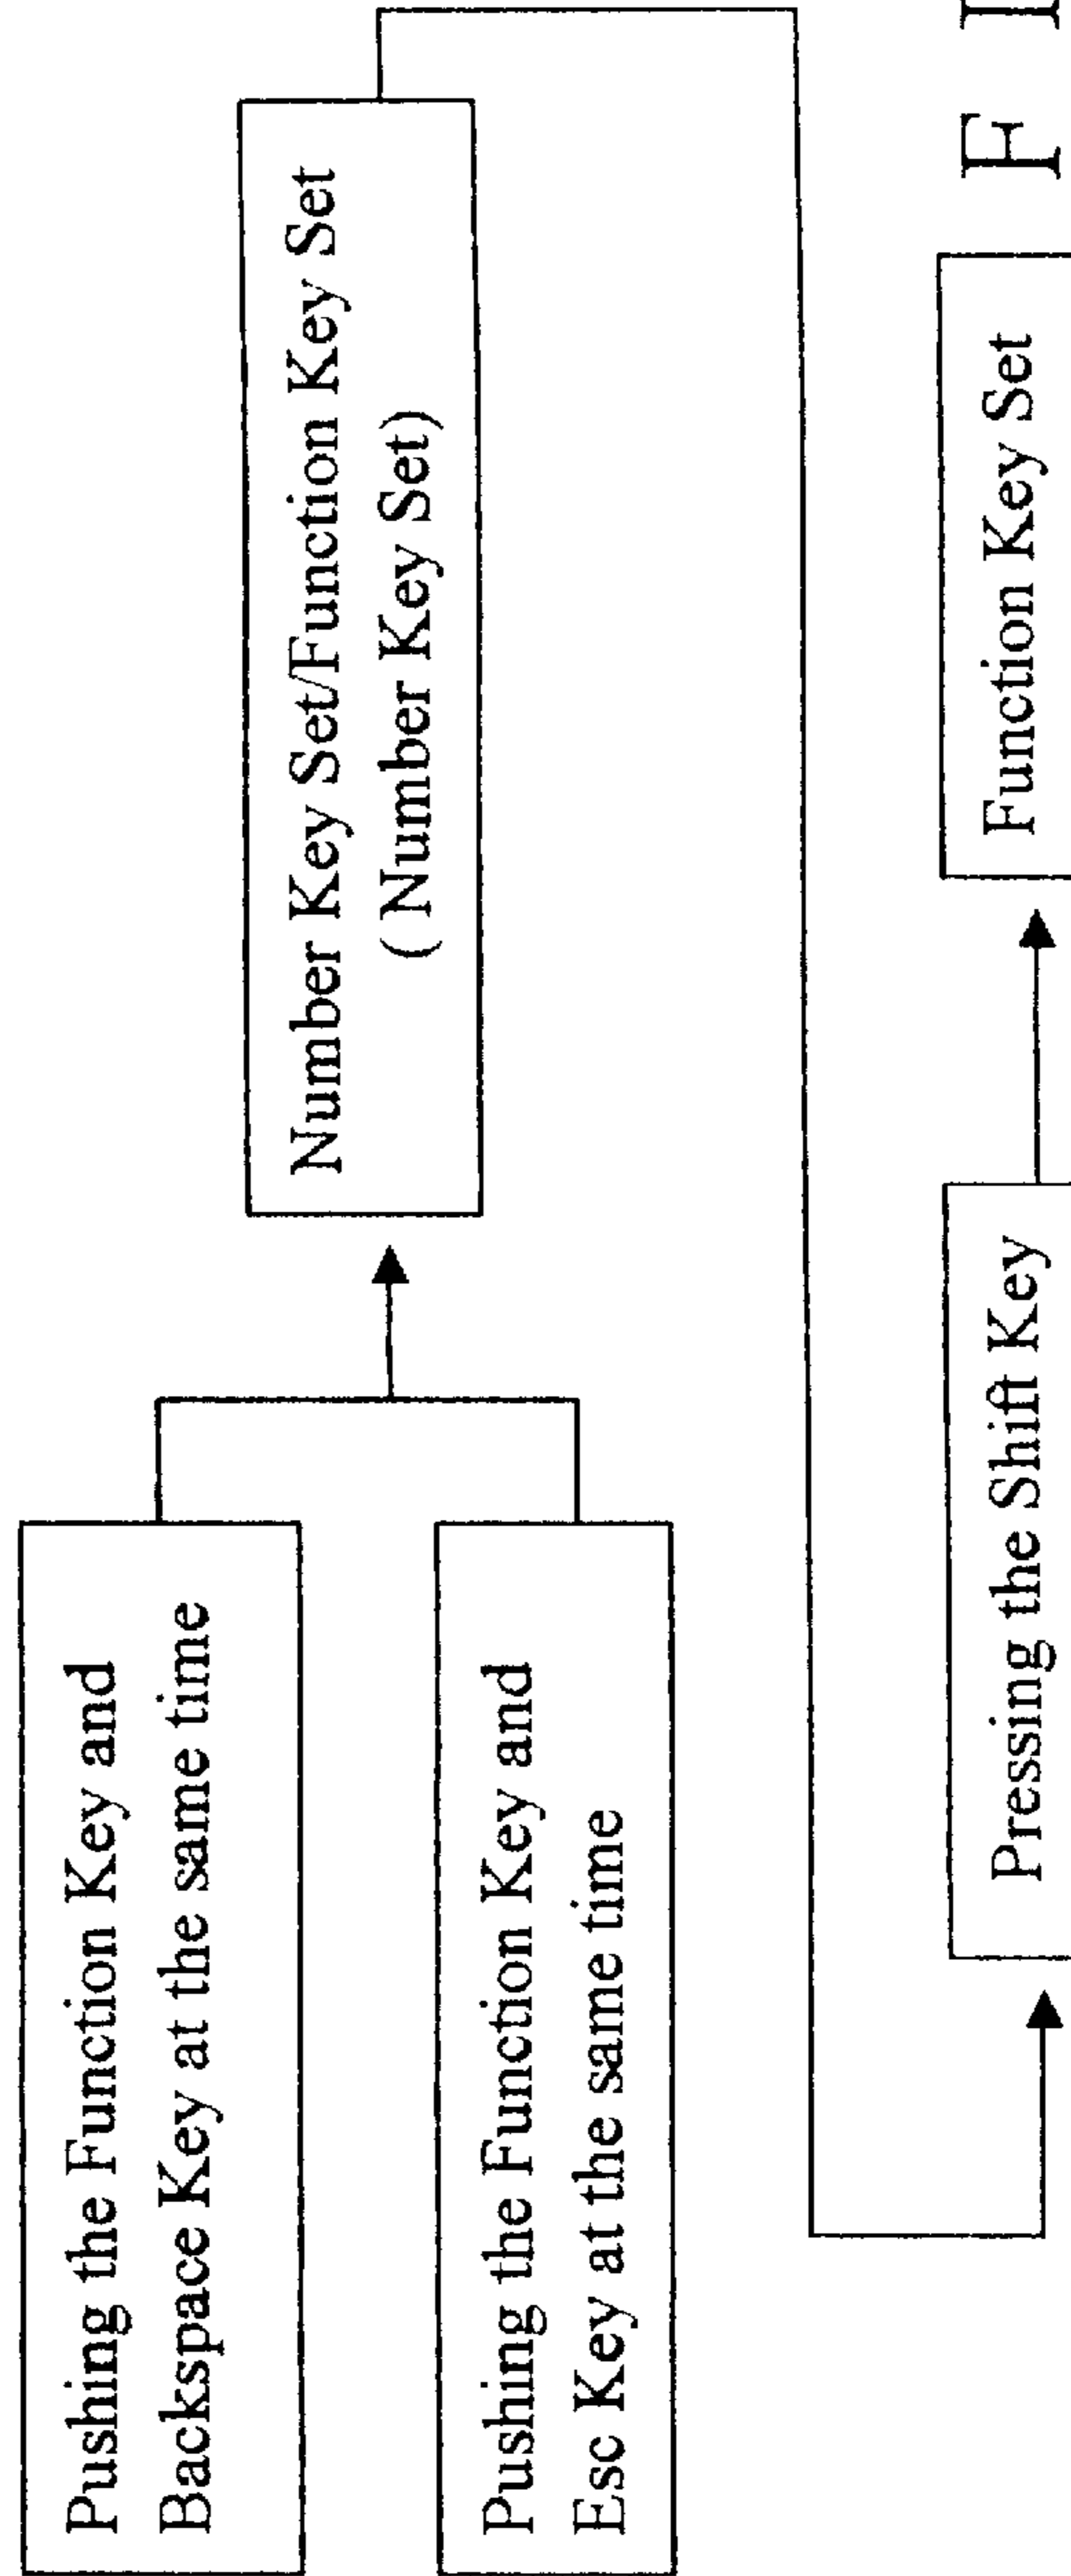 Pushing the Function Key and
Backspace Key at the same time
Pushing the Function Key and
Esc Key at the same time
Number Key Set/Function Key Set
( Number Key Set)
Pressing the Shift Key
Function Key Set
F I